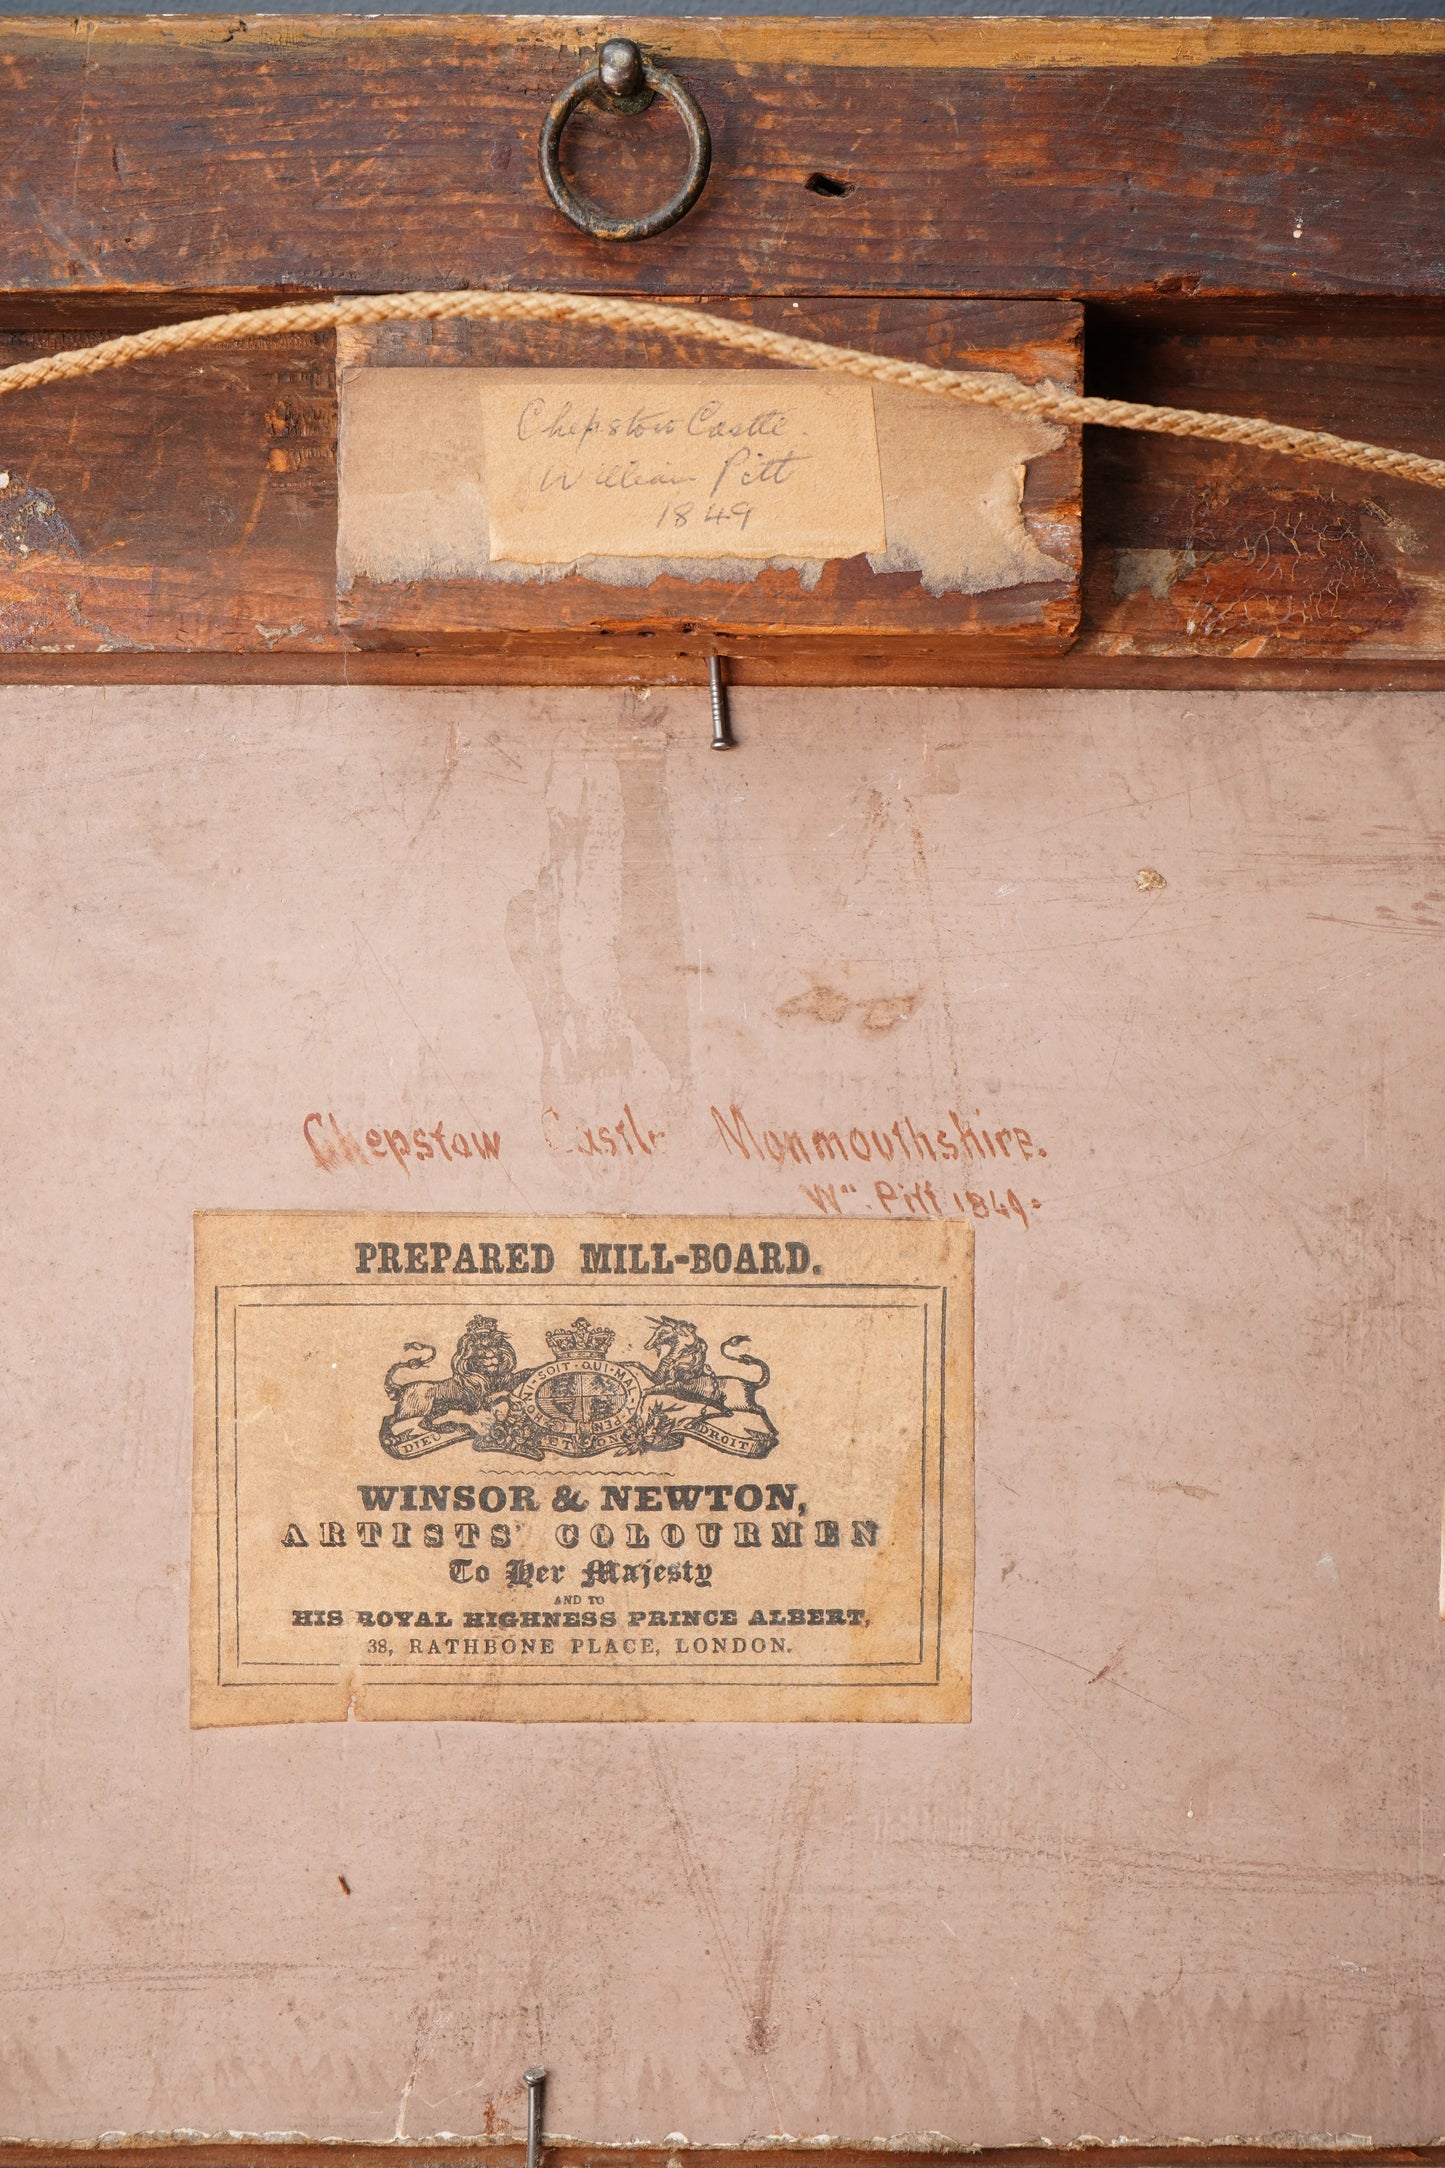 Chepstow Castle.
William Pitt
1849
Chepstow Castle Monmouthshire.
Wm. Pitt 1849.
PREPARED MILL-BOARD.
HONI · SOIT · QUI · MAL · Y · PEN
DIEU ET MON DROIT
WINSOR & NEWTON,
ARTISTS' COLOURMEN
To Her Majesty
AND TO
HIS ROYAL HIGHNESS PRINCE ALBERT,
38, RATHBONE PLACE, LONDON.